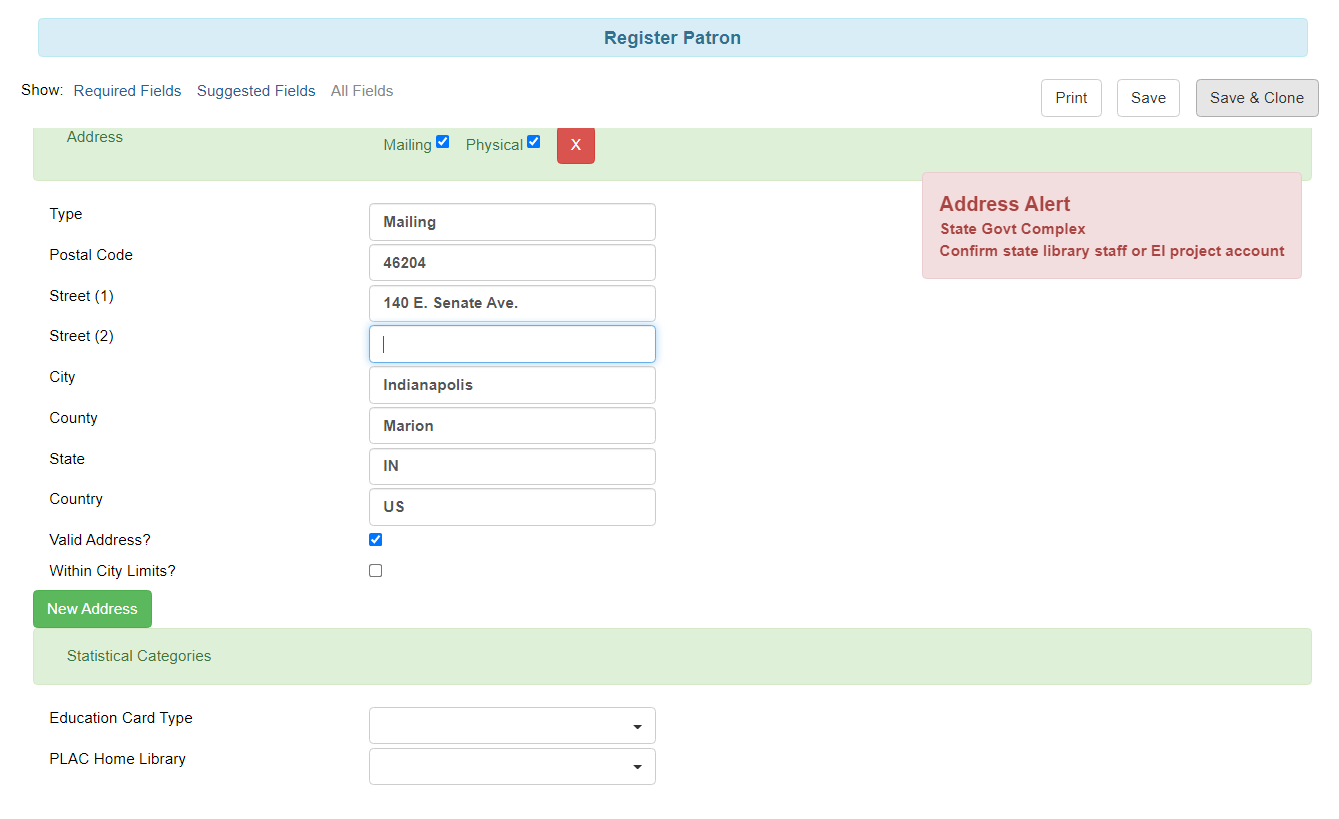 Register Patron
Show: Required Fields Suggested Fields All Fields
Print Save Save & Clone
Address Mailing Physical X
Address Alert
State Govt Complex
Confirm state library staff or EI project account
Type Mailing
Postal Code 46204
Street (1) 140 E. Senate Ave.
Street (2)
City Indianapolis
County Marion
State IN
Country US
Valid Address?
Within City Limits?
New Address
Statistical Categories
Education Card Type
PLAC Home Library